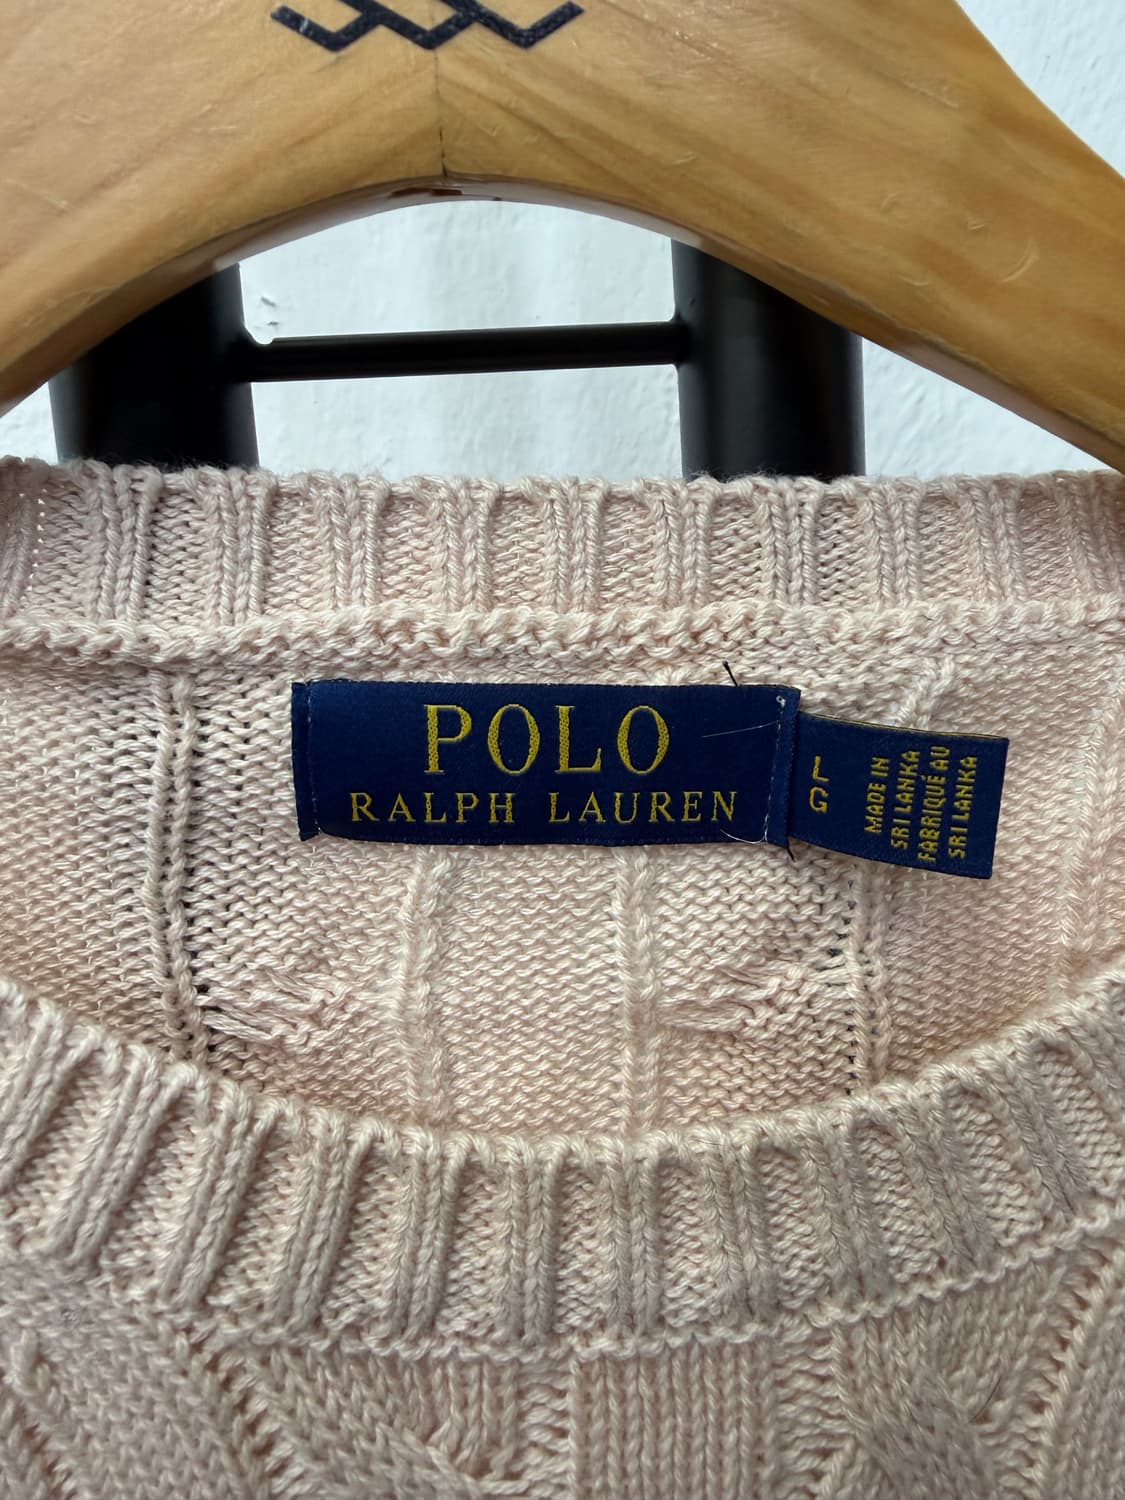 POLO
RALPH LAUREN
L
G
MADE IN
SRI LANKA
FABRIQUÉ AU
SRI LANKA